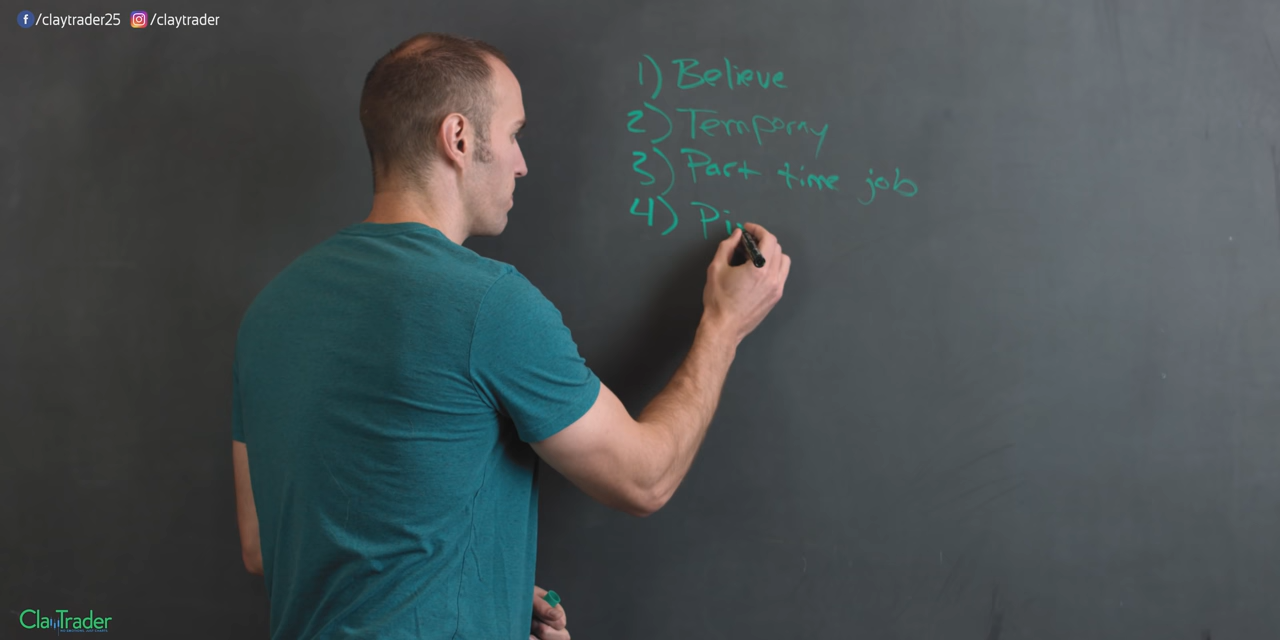 /claytrader25 /claytrader
1) Believe
2) Temporary
3) Part time job
4) Pi
ClayTrader